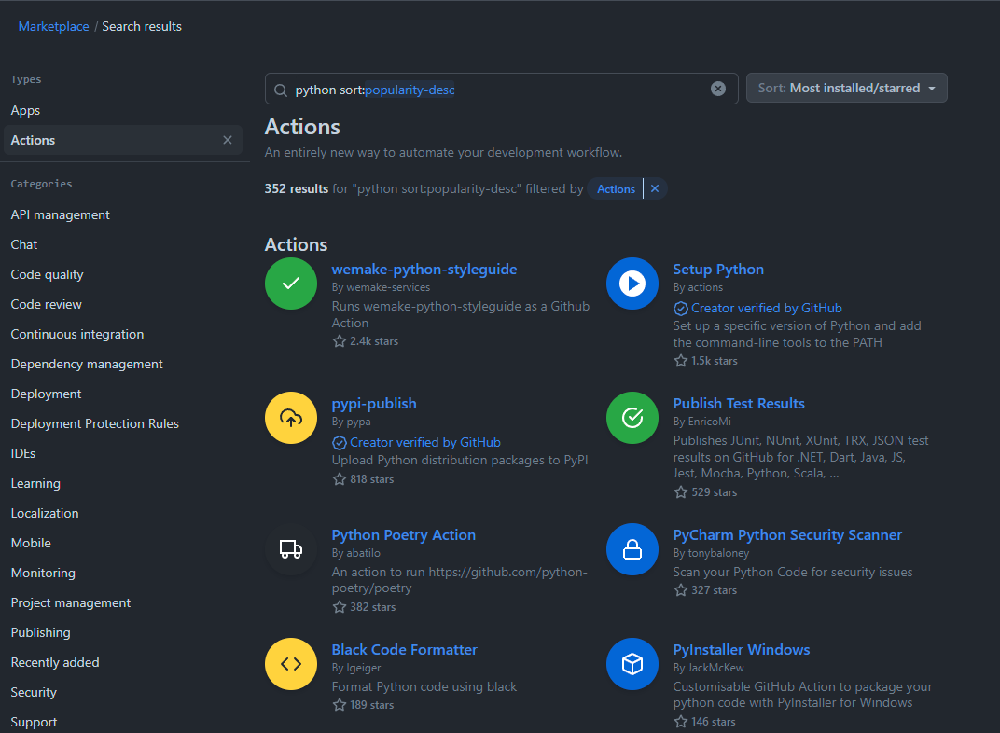 Marketplace / Search results
Types
Apps
Actions
Categories
API management
Chat
Code quality
Code review
Continuous integration
Dependency management
Deployment
Deployment Protection Rules
IDEs
Learning
Localization
Mobile
Monitoring
Project management
Publishing
Recently added
Security
Support
python sort:popularity-desc
Sort: Most installed/starred
Actions
An entirely new way to automate your development workflow.
352 results for "python sort:popularity-desc" filtered by Actions
Actions
wemake-python-styleguide
By wemake-services
Runs wemake-python-styleguide as a Github
Action
2.4k stars
Setup Python
By actions
Creator verified by GitHub
Set up a specific version of Python and add
the command-line tools to the PATH
1.5k stars
pypi-publish
By pypa
Creator verified by GitHub
Upload Python distribution packages to PyPI
818 stars
Publish Test Results
By EnricoMi
Publishes JUnit, NUnit, XUnit, TRX, JSON test
results on GitHub for .NET, Dart, Java, JS,
Jest, Mocha, Python, Scala, ...
529 stars
Python Poetry Action
By abatilo
An action to run https://github.com/python-
poetry/poetry
382 stars
PyCharm Python Security Scanner
By tonybaloney
Scan your Python Code for security issues
327 stars
Black Code Formatter
By lgeiger
Format Python code using black
189 stars
PyInstaller Windows
By JackMcKew
Customisable GitHub Action to package your
python code with PyInstaller for Windows
146 stars